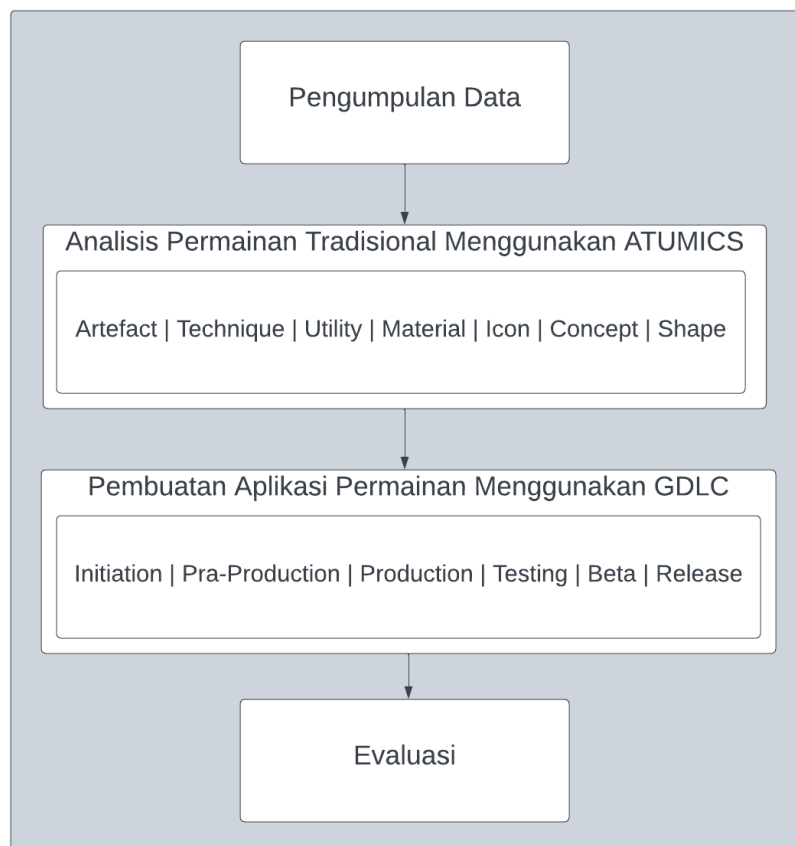 Pengumpulan Data
Analisis Permainan Tradisional Menggunakan ATUMICS
Artefact | Technique | Utility | Material | Icon | Concept | Shape
Pembuatan Aplikasi Permainan Menggunakan GDLC
Initiation | Pra-Production | Production | Testing | Beta | Release
Evaluasi